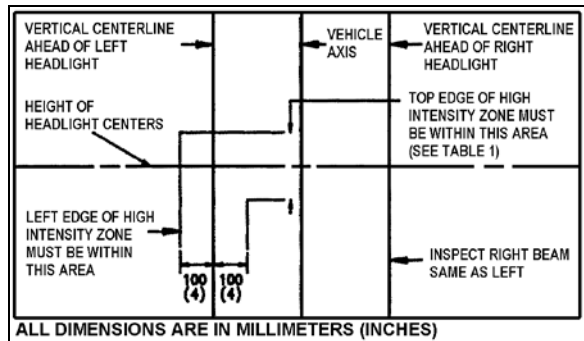 VERTICAL CENTERLINE
AHEAD OF LEFT
HEADLIGHT
VEHICLE
AXIS
VERTICAL CENTERLINE
AHEAD OF RIGHT
HEADLIGHT
HEIGHT OF
HEADLIGHT CENTERS
TOP EDGE OF HIGH
INTENSITY ZONE MUST
BE WITHIN THIS AREA
(SEE TABLE 1)
LEFT EDGE OF HIGH
INTENSITY ZONE
MUST BE WITHIN
THIS AREA
100
(4)
100
(4)
INSPECT RIGHT BEAM
SAME AS LEFT
ALL DIMENSIONS ARE IN MILLIMETERS (INCHES)